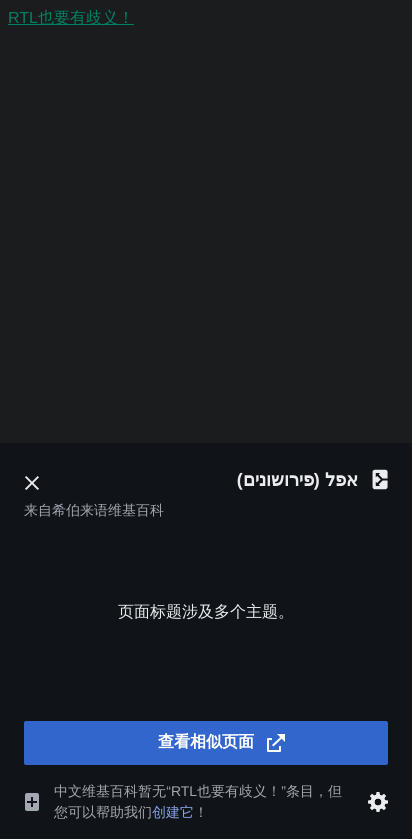 RTL也要有歧义！
אפל (פירושונים)
来自希伯来语维基百科
页面标题涉及多个主题。
查看相似页面
中文维基百科暂无“RTL也要有歧义！”条目，但
您可以帮助我们创建它！